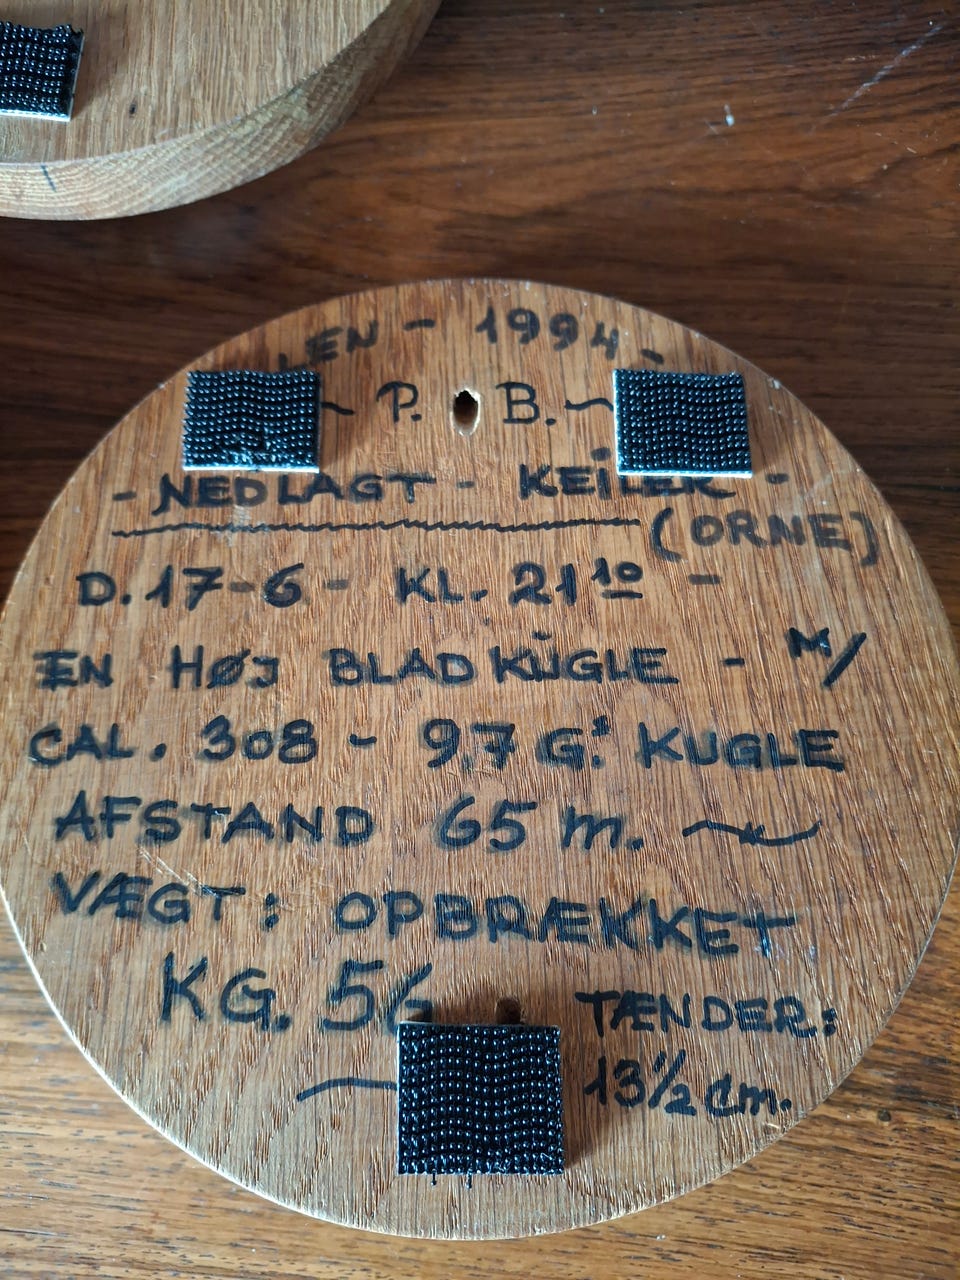 - 1994 -
~ P. B. ~
- NEDLAGT - KEiLER -
(ORNE)
D. 17-6 - KL. 21 10 -
EN HØJ BLAD KUGLE - M/
CAL. 308 - 9,7 G: KUGLE
AFSTAND 65 m. ~
VÆGT: OPBRÆKKET
KG. 56
TÆNDER:
13½ cm.